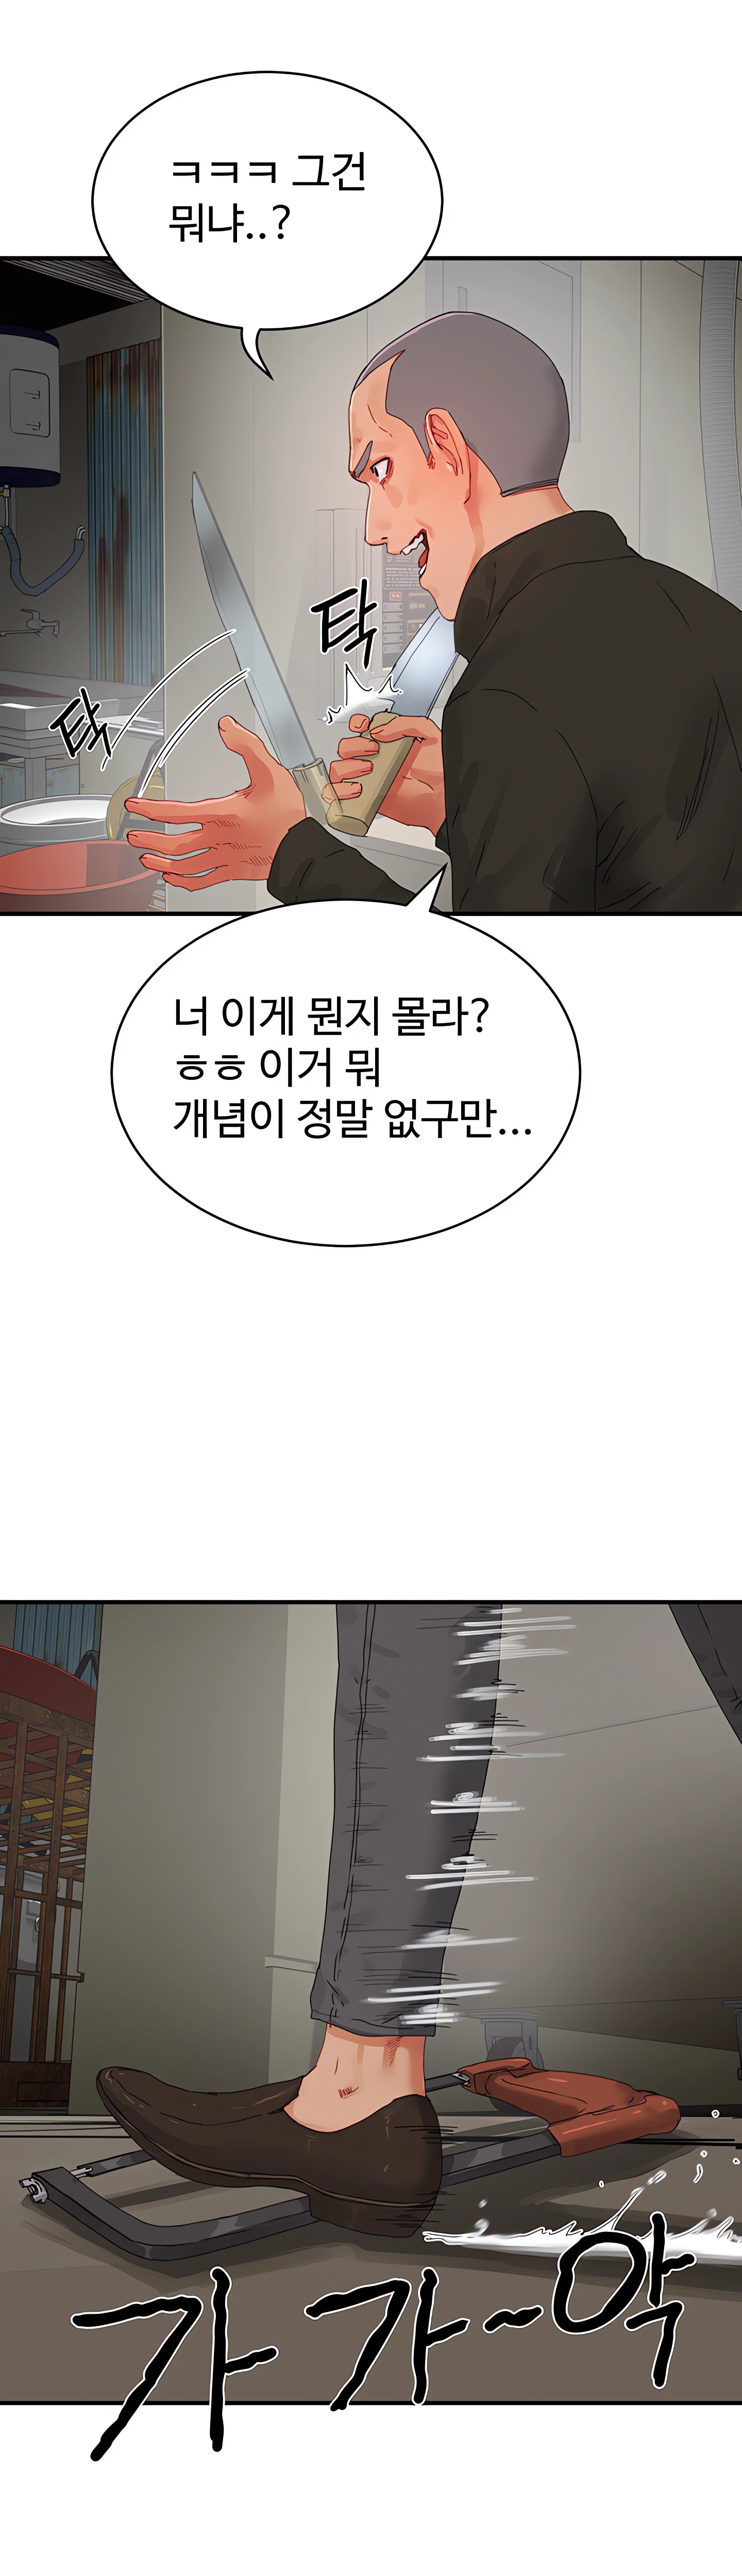 ㅋㅋㅋ 그건
뭐냐..?
탁
탁
너 이게 뭔지 몰라?
ㅎㅎ 이거 뭐
개념이 정말 없구만...
가가~악